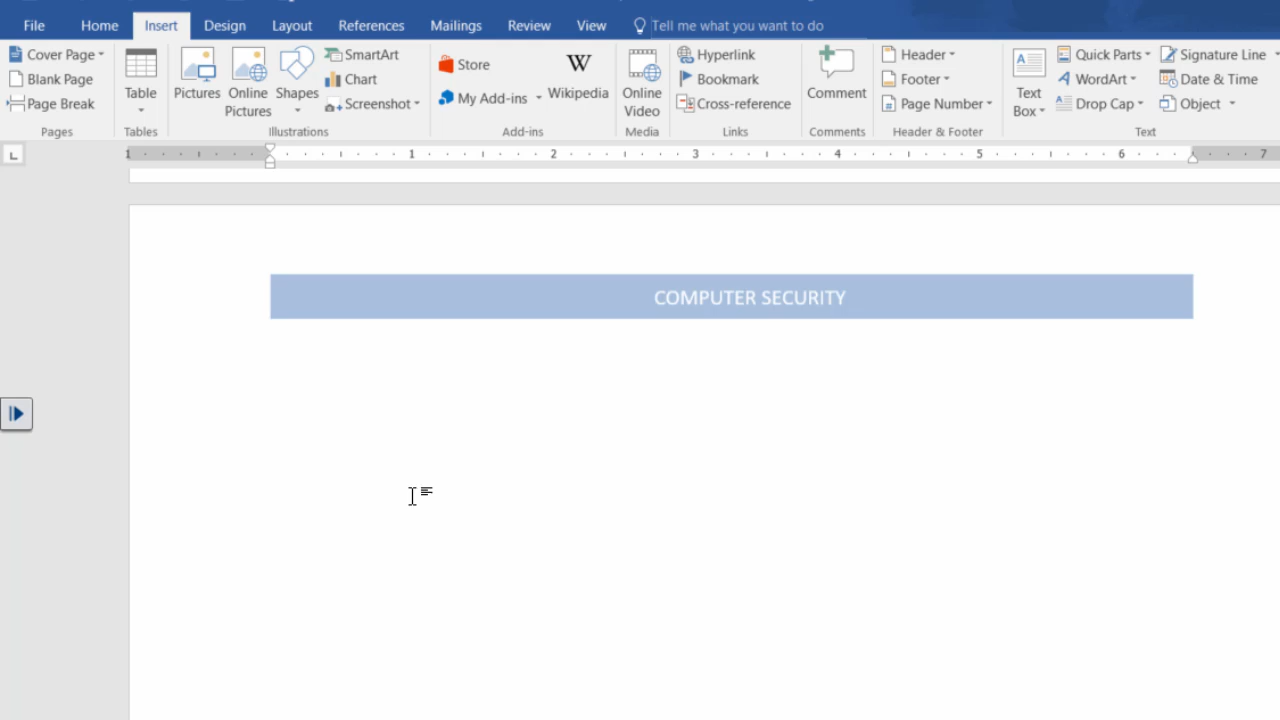 File Home Insert Design Layout References Mailings Review View Tell me what you want to do
Cover Page
Blank Page
Page Break
Pages
Table
Tables
Pictures
Online
Pictures
Shapes
SmartArt
Chart
Screenshot
Illustrations
Store
My Add-ins
W
Wikipedia
Add-ins
Online
Video
Media
Hyperlink
Bookmark
Cross-reference
Links
Comment
Comments
Header
Footer
Page Number
Header & Footer
A
Text
Box
Quick Parts
WordArt
Drop Cap
Signature Line
Date & Time
Object
Text
1 1 2 3 4 5 6 7
COMPUTER SECURITY